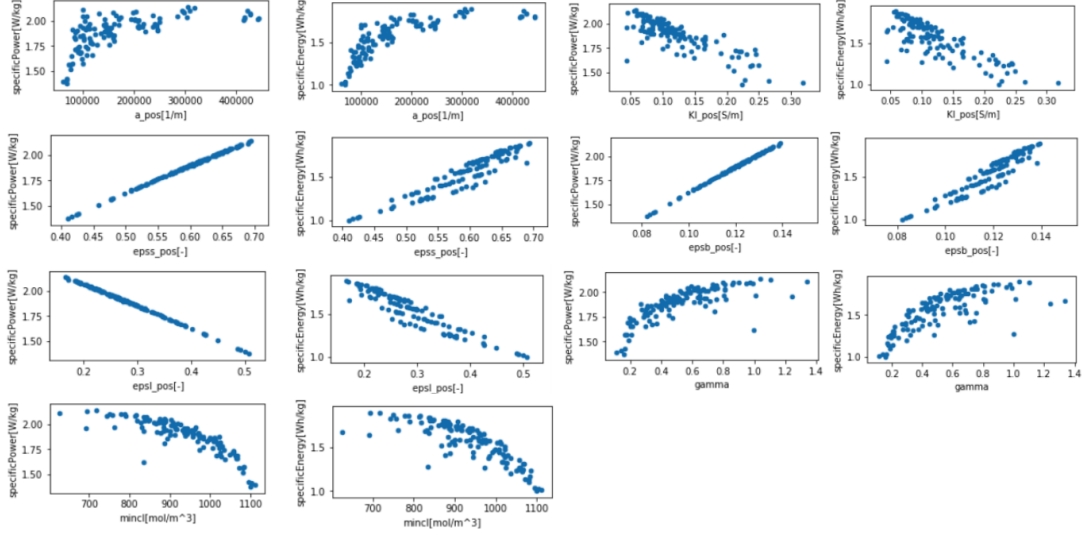 specificPower[W/kg]
2.00
1.75
1.50
100000 200000 300000 400000
a_pos[1/m]
specificEnergy[Wh/kg]
1.5
1.0
100000 200000 300000 400000
a_pos[1/m]
specificPower[W/kg]
2.00
1.75
1.50
0.05 0.10 0.15 0.20 0.25 0.30
Kl_pos[S/m]
specificEnergy[Wh/kg]
1.5
1.0
0.05 0.10 0.15 0.20 0.25 0.30
Kl_pos[S/m]
specificPower[W/kg]
2.00
1.75
1.50
0.40 0.45 0.50 0.55 0.60 0.65 0.70
epss_pos[-]
specificEnergy[Wh/kg]
1.5
1.0
0.40 0.45 0.50 0.55 0.60 0.65 0.70
epss_pos[-]
specificPower[W/kg]
2.00
1.75
1.50
0.08 0.10 0.12 0.14
epsb_pos[-]
specificEnergy[Wh/kg]
1.5
1.0
0.08 0.10 0.12 0.14
epsb_pos[-]
specificPower[W/kg]
2.00
1.75
1.50
0.2 0.3 0.4 0.5
epsl_pos[-]
specificEnergy[Wh/kg]
1.5
1.0
0.2 0.3 0.4 0.5
epsl_pos[-]
specificPower[W/kg]
2.00
1.75
1.50
0.2 0.4 0.6 0.8 1.0 1.2 1.4
gamma
specificEnergy[Wh/kg]
1.5
1.0
0.2 0.4 0.6 0.8 1.0 1.2 1.4
gamma
specificPower[W/kg]
2.00
1.75
1.50
700 800 900 1000 1100
mincl[mol/m^3]
specificEnergy[Wh/kg]
1.5
1.0
700 800 900 1000 1100
mincl[mol/m^3]